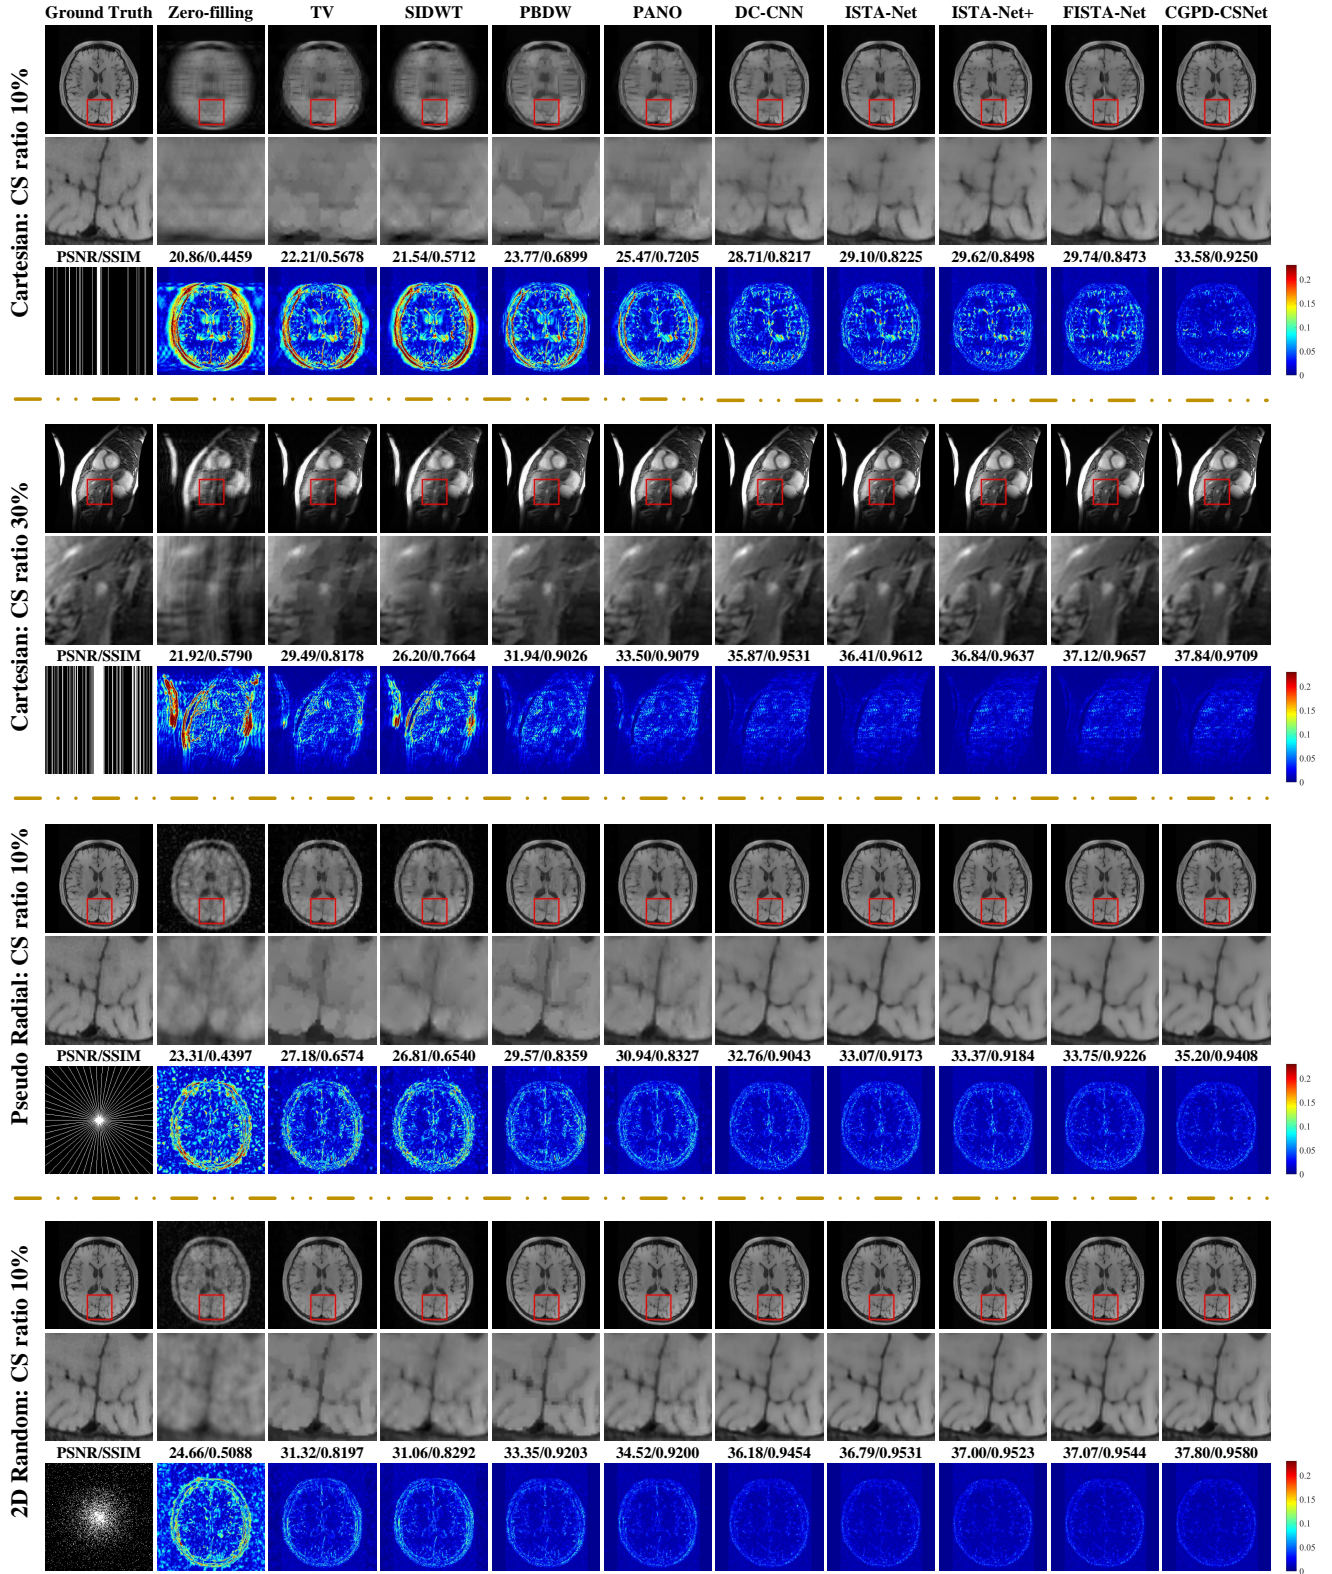 Ground Truth Zero-filling TV SIDWT PBDW PANO DC-CNN ISTA-Net ISTA-Net+ FISTA-Net CGPD-CSNet
Cartesian: CS ratio 10%
PSNR/SSIM 20.86/0.4459 22.21/0.5678 21.54/0.5712 23.77/0.6899 25.47/0.7205 28.71/0.8217 29.10/0.8225 29.62/0.8498 29.74/0.8473 33.58/0.9250
0.2
0.15
0.1
0.05
0
Cartesian: CS ratio 30%
PSNR/SSIM 21.92/0.5790 29.49/0.8178 26.20/0.7664 31.94/0.9026 33.50/0.9079 35.87/0.9531 36.41/0.9612 36.84/0.9637 37.12/0.9657 37.84/0.9709
0.2
0.15
0.1
0.05
0
Pseudo Radial: CS ratio 10%
PSNR/SSIM 23.31/0.4397 27.18/0.6574 26.81/0.6540 29.57/0.8359 30.94/0.8327 32.76/0.9043 33.07/0.9173 33.37/0.9184 33.75/0.9226 35.20/0.9408
0.2
0.15
0.1
0.05
0
2D Random: CS ratio 10%
PSNR/SSIM 24.66/0.5088 31.32/0.8197 31.06/0.8292 33.35/0.9203 34.52/0.9200 36.18/0.9454 36.79/0.9531 37.00/0.9523 37.07/0.9544 37.80/0.9580
0.2
0.15
0.1
0.05
0